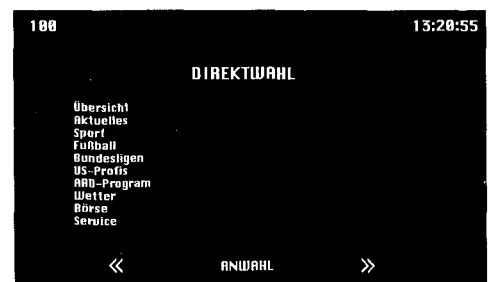 100 13:20:55
DIREKTWAHL
Übersicht
Aktuelles
Sport
Fußball
Bundesligen
US-Profis
ARD-Program
Wetter
Börse
Service
« ANWAHL »